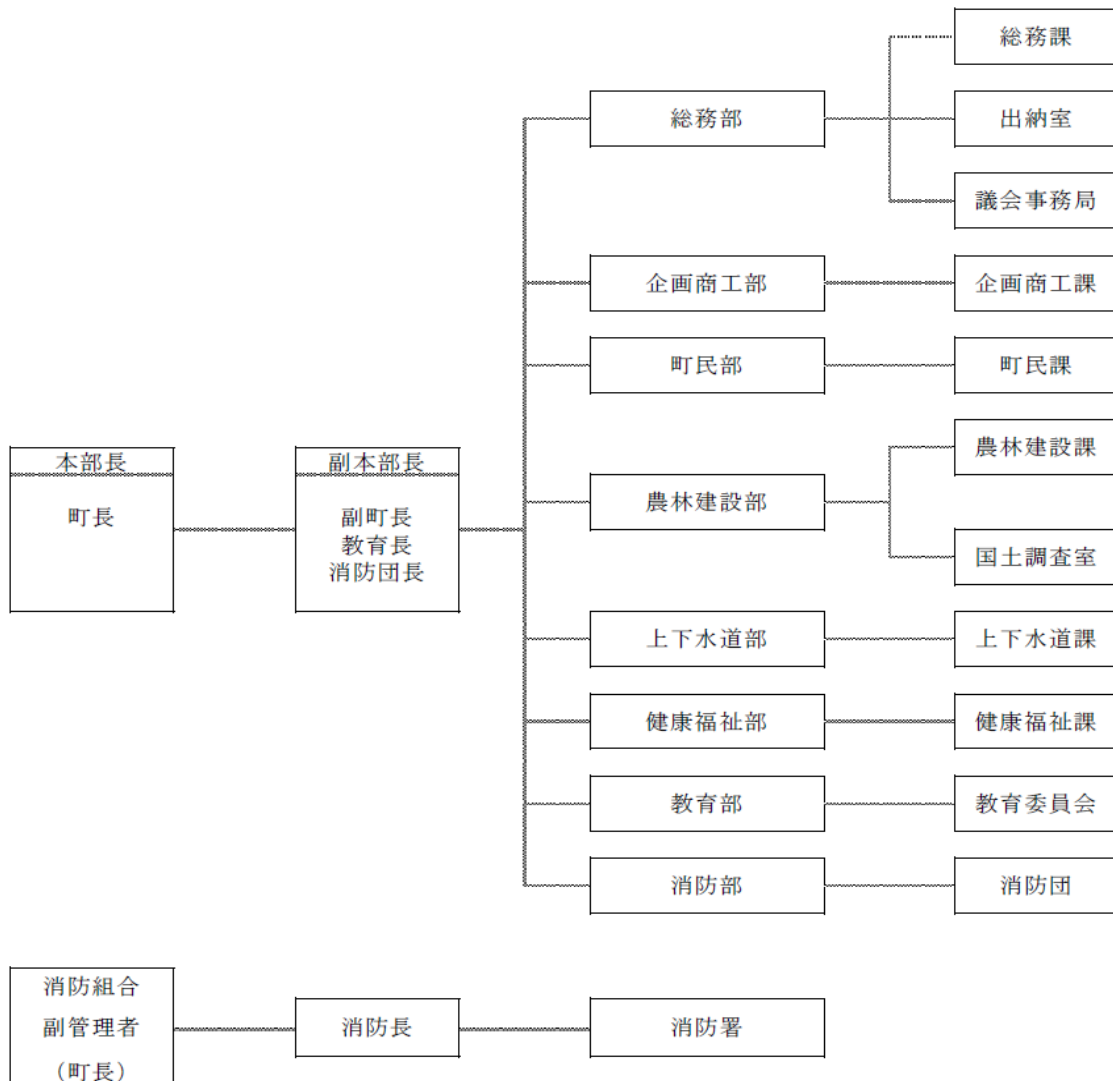 総務課
総務部
出納室
議会事務局
企画商工部
企画商工課
町民部
町民課
本部長
町長
副本部長
副町長
教育長
消防団長
農林建設部
農林建設課
国土調査室
上下水道部
上下水道課
健康福祉部
健康福祉課
教育部
教育委員会
消防部
消防団
消防組合
副管理者
（町長）
消防長
消防署